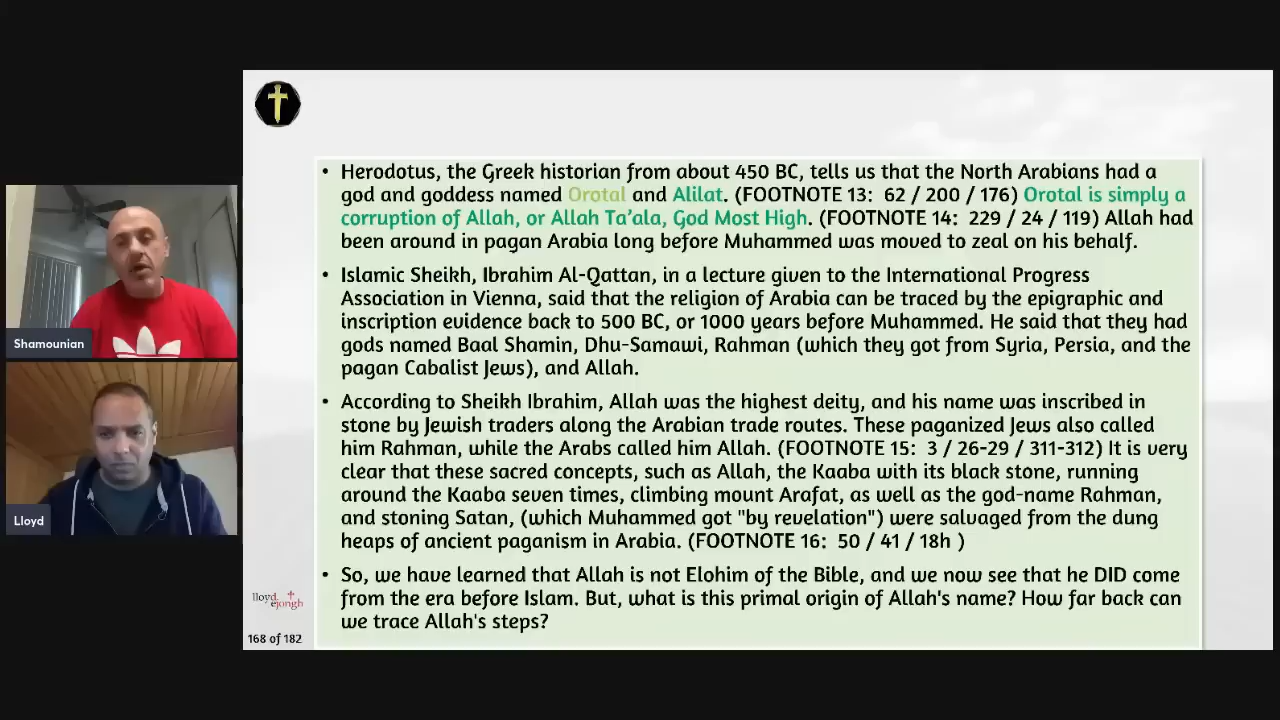 • Herodotus, the Greek historian from about 450 BC, tells us that the North Arabians had a
god and goddess named Orotal and Alilat. (FOOTNOTE 13: 62 / 200 / 176) Orotal is simply a
corruption of Allah, or Allah Ta'ala, God Most High. (FOOTNOTE 14: 229 / 24 / 119) Allah had
been around in pagan Arabia long before Muhammed was moved to zeal on his behalf.
• Islamic Sheikh, Ibrahim Al-Qattan, in a lecture given to the International Progress
Association in Vienna, said that the religion of Arabia can be traced by the epigraphic and
inscription evidence back to 500 BC, or 1000 years before Muhammed. He said that they had
gods named Baal Shamin, Dhu-Samawi, Rahman (which they got from Syria, Persia, and the
pagan Cabalist Jews), and Allah.
• According to Sheikh Ibrahim, Allah was the highest deity, and his name was inscribed in
stone by Jewish traders along the Arabian trade routes. These paganized Jews also called
him Rahman, while the Arabs called him Allah. (FOOTNOTE 15: 3 / 26-29 / 311-312) It is very
clear that these sacred concepts, such as Allah, the Kaaba with its black stone, running
around the Kaaba seven times, climbing mount Arafat, as well as the god-name Rahman,
and stoning Satan, (which Muhammed got "by revelation") were salvaged from the dung
heaps of ancient paganism in Arabia. (FOOTNOTE 16: 50 / 41 / 18h )
• So, we have learned that Allah is not Elohim of the Bible, and we now see that he DID come
from the era before Islam. But, what is this primal origin of Allah's name? How far back can
we trace Allah's steps?
Shamounian
Lloyd
lloyd
ejongh
168 of 182